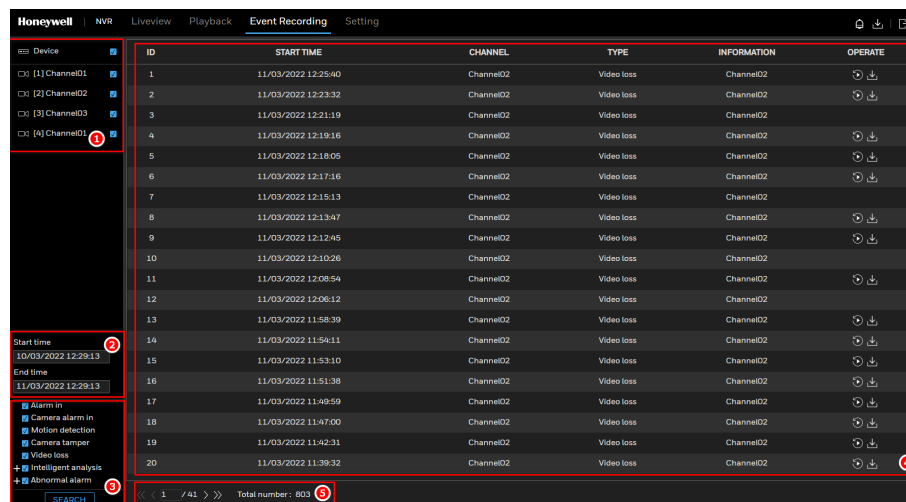 Honeywell | NVR Liveview Playback Event Recording Setting
Device
[1] Channel01
[2] Channel02
[3] Channel03
[4] Channel01
1
ID START TIME CHANNEL TYPE INFORMATION OPERATE
1 11/03/2022 12:25:40 Channel02 Video loss Channel02
2 11/03/2022 12:23:32 Channel02 Video loss Channel02
3 11/03/2022 12:21:19 Channel02 Video loss Channel02
4 11/03/2022 12:19:16 Channel02 Video loss Channel02
5 11/03/2022 12:18:05 Channel02 Video loss Channel02
6 11/03/2022 12:17:16 Channel02 Video loss Channel02
7 11/03/2022 12:15:13 Channel02 Video loss Channel02
8 11/03/2022 12:13:47 Channel02 Video loss Channel02
9 11/03/2022 12:12:45 Channel02 Video loss Channel02
10 11/03/2022 12:10:26 Channel02 Video loss Channel02
11 11/03/2022 12:08:54 Channel02 Video loss Channel02
12 11/03/2022 12:06:12 Channel02 Video loss Channel02
13 11/03/2022 11:58:39 Channel02 Video loss Channel02
14 11/03/2022 11:54:11 Channel02 Video loss Channel02
15 11/03/2022 11:53:10 Channel02 Video loss Channel02
16 11/03/2022 11:51:38 Channel02 Video loss Channel02
17 11/03/2022 11:49:59 Channel02 Video loss Channel02
18 11/03/2022 11:47:00 Channel02 Video loss Channel02
19 11/03/2022 11:42:31 Channel02 Video loss Channel02
20 11/03/2022 11:39:32 Channel02 Video loss Channel02
Start time
2
10/03/2022 12:29:13
End time
11/03/2022 12:29:13
Alarm in
Camera alarm in
Motion detection
Camera tamper
Video loss
Intelligent analysis
Abnormal alarm
3
SEARCH
1 / 41 Total number : 803 5